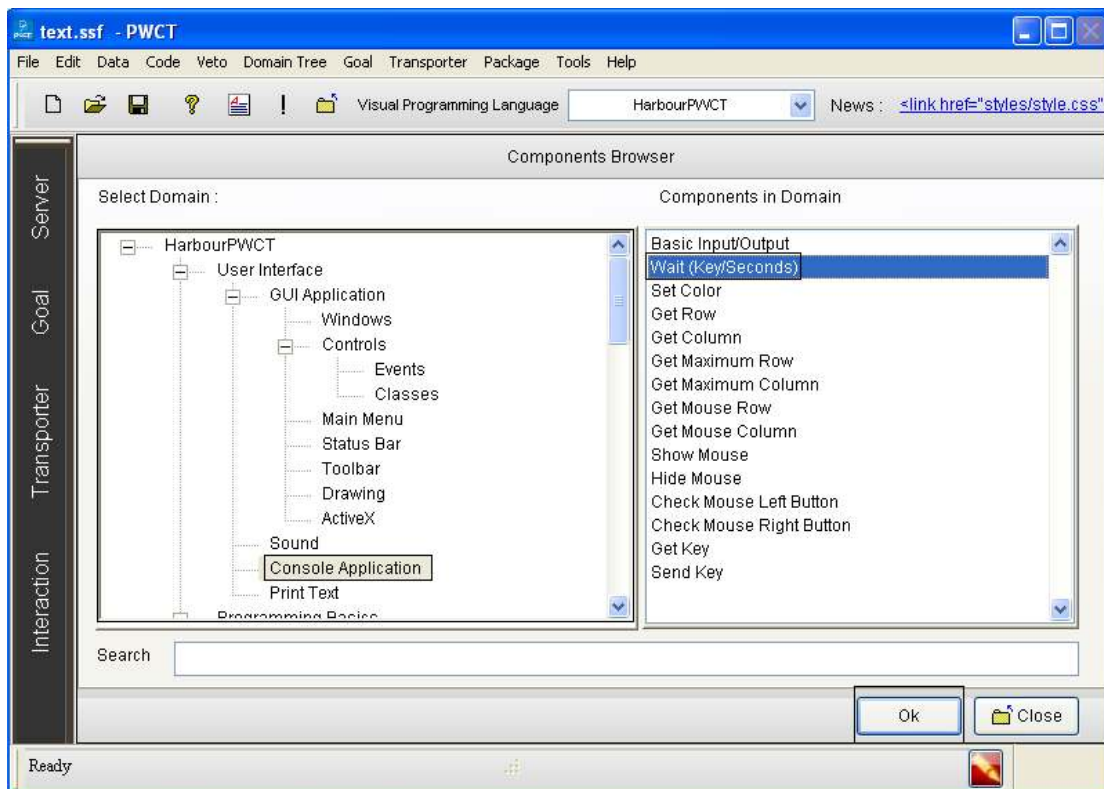 text.ssf - PWCT
File Edit Data Code Veto Domain Tree Goal Transporter Package Tools Help
Visual Programming Language HarbourPWCT News : <link href="styles/style.css"
Components Browser
Server
Goal
Transporter
Interaction
Select Domain :
HarbourPWCT
User Interface
GUI Application
Windows
Controls
Events
Classes
Main Menu
Status Bar
Toolbar
Drawing
ActiveX
Sound
Console Application
Print Text
Programming Basics
Components in Domain
Basic Input/Output
Wait (Key/Seconds)
Set Color
Get Row
Get Column
Get Maximum Row
Get Maximum Column
Get Mouse Row
Get Mouse Column
Show Mouse
Hide Mouse
Check Mouse Left Button
Check Mouse Right Button
Get Key
Send Key
Search
Ok Close
Ready